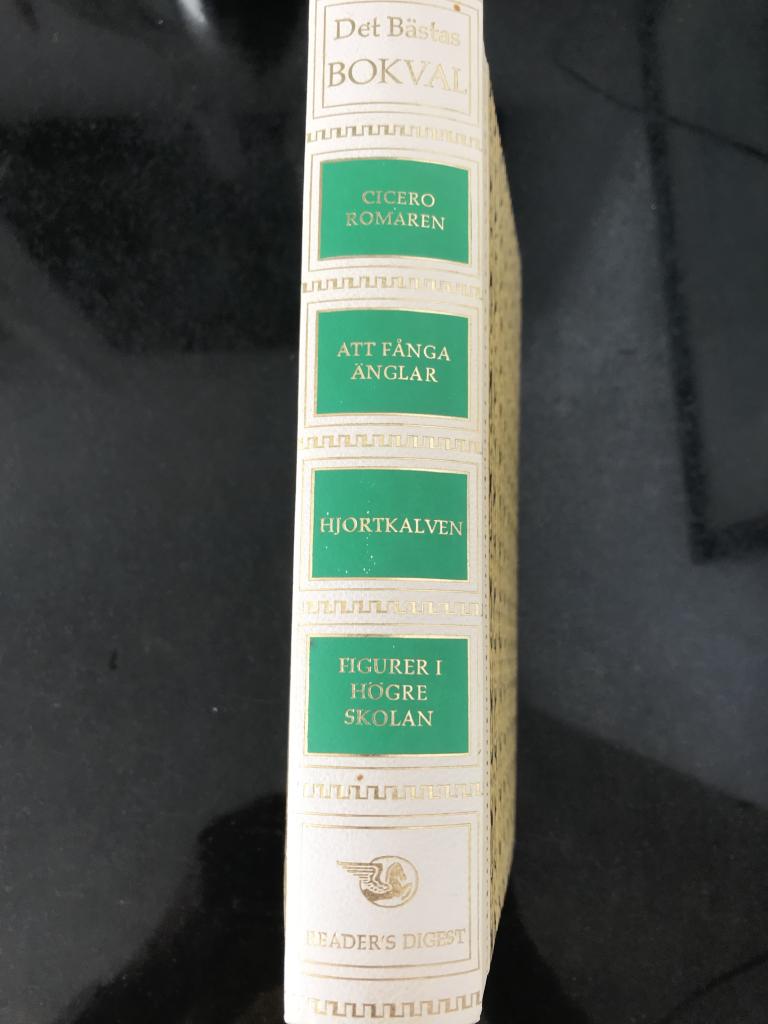 Det Bästas
BOKVAL
CICERO
ROMAREN
ATT FÅNGA
ÄNGLAR
HJORTKALVEN
FIGURER I
HÖGRE
SKOLAN
READER'S DIGEST